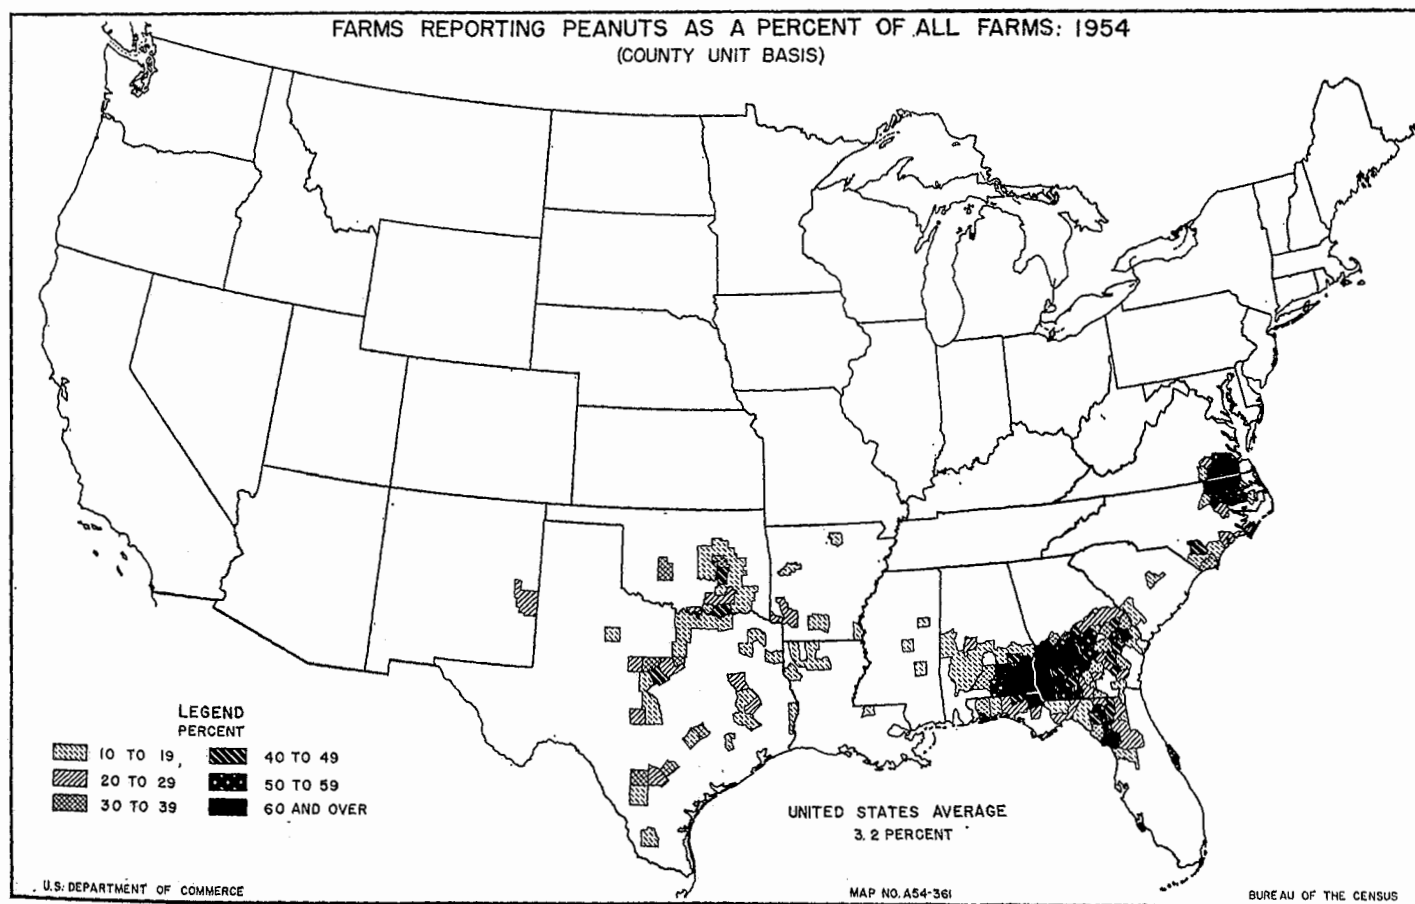 FARMS REPORTING PEANUTS AS A PERCENT OF ALL FARMS: 1954
(COUNTY UNIT BASIS)
LEGEND
PERCENT
10 TO 19
20 TO 29
30 TO 39
40 TO 49
50 TO 59
60 AND OVER
UNITED STATES AVERAGE
3.2 PERCENT
U.S. DEPARTMENT OF COMMERCE
MAP NO. A54-361
BUREAU OF THE CENSUS